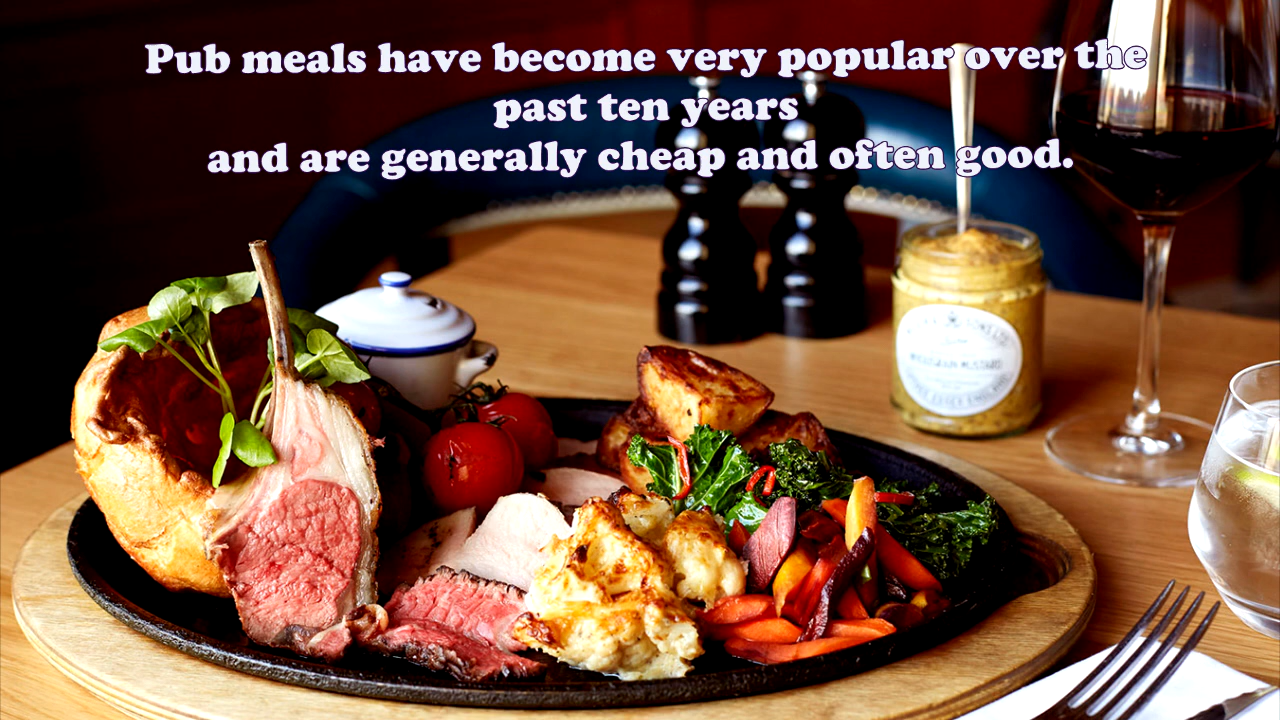 Pub meals have become very popular over the
past ten years
and are generally cheap and often good.